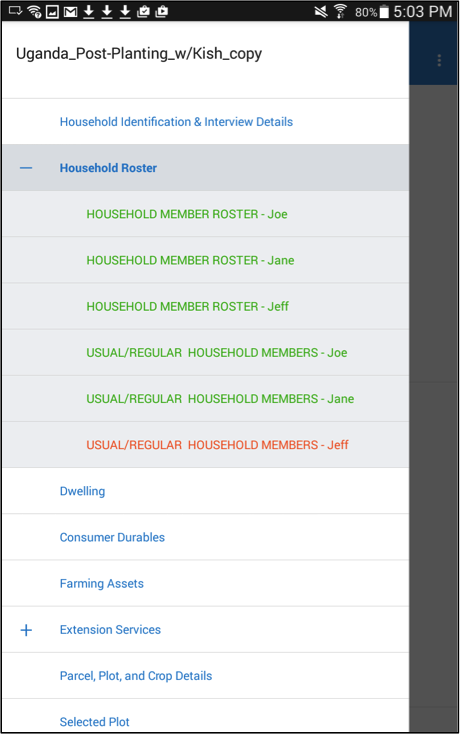 80% 5:03 PM
Uganda_Post-Planting_w/Kish_copy
Household Identification & Interview Details
Household Roster
HOUSEHOLD MEMBER ROSTER - Joe
HOUSEHOLD MEMBER ROSTER - Jane
HOUSEHOLD MEMBER ROSTER - Jeff
USUAL/REGULAR HOUSEHOLD MEMBERS - Joe
USUAL/REGULAR HOUSEHOLD MEMBERS - Jane
USUAL/REGULAR HOUSEHOLD MEMBERS - Jeff
Dwelling
Consumer Durables
Farming Assets
Extension Services
Parcel, Plot, and Crop Details
Selected Plot